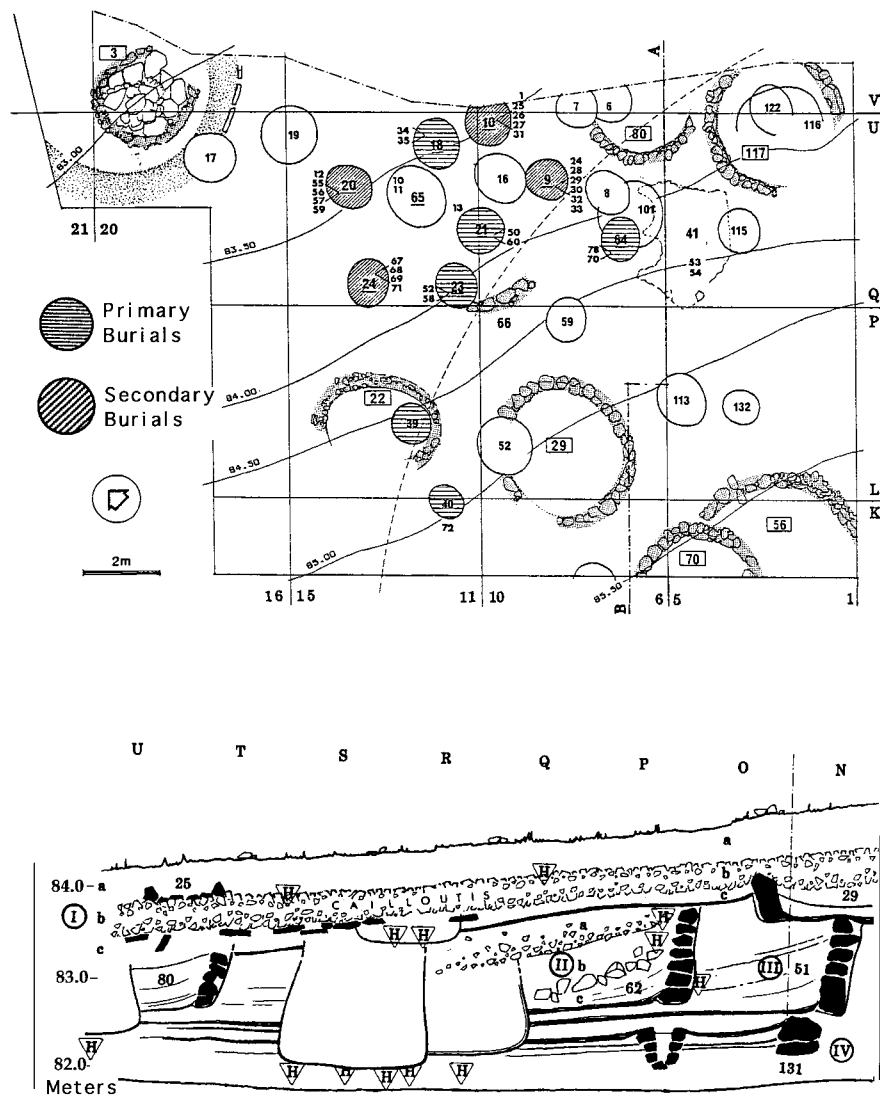 3
A
1
25
26
27
31
10
7
6
122
V
U
80
116
34
35
18
19
17
83.00
117
24
28
29
30
32
33
12
55
56
57
59
20
10
11
65
16
9
8
101
13
21
50
60
64
41
115
21 20
83.50
78
70
67
68
69
71
24
52
58
23
53
54
Q
P
66
59
Primary
Burials
84.00
22
113
132
Secondary
Burials
39
84.50
52
29
L
K
40
72
56
70
85.00
2m
16 15
11 10
B
85.50
6 5
1
U T S R Q P O N
a
84.0- a
25
H
H
b
I
b
CAILLOUTIS
c
29
c
H H
a
H
H
83.0-
80
II b
62
c
H
III
51
H
82.0-
H H H H H
IV
131
Meters